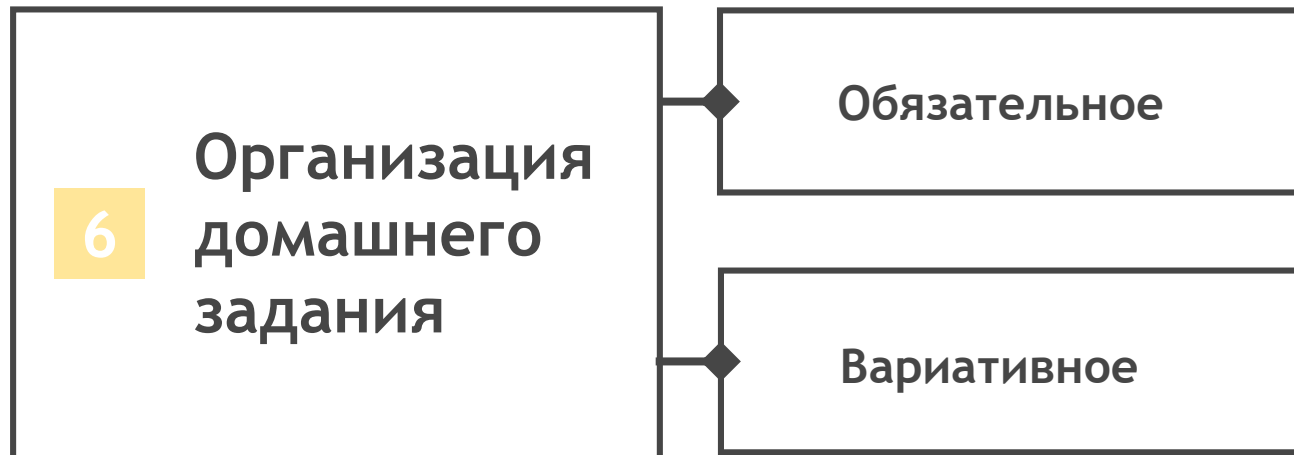 6
Организация
домашнего
задания
Обязательное
Вариативное